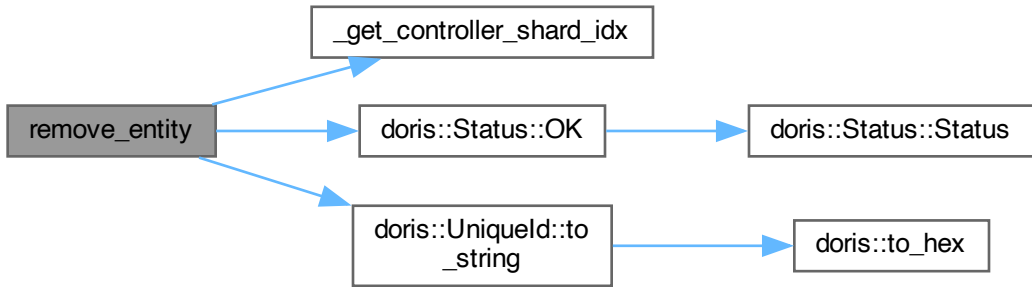 _get_controller_shard_idx
remove_entity
doris::Status::OK
doris::Status::Status
doris::UniqueId::to
_string
doris::to_hex